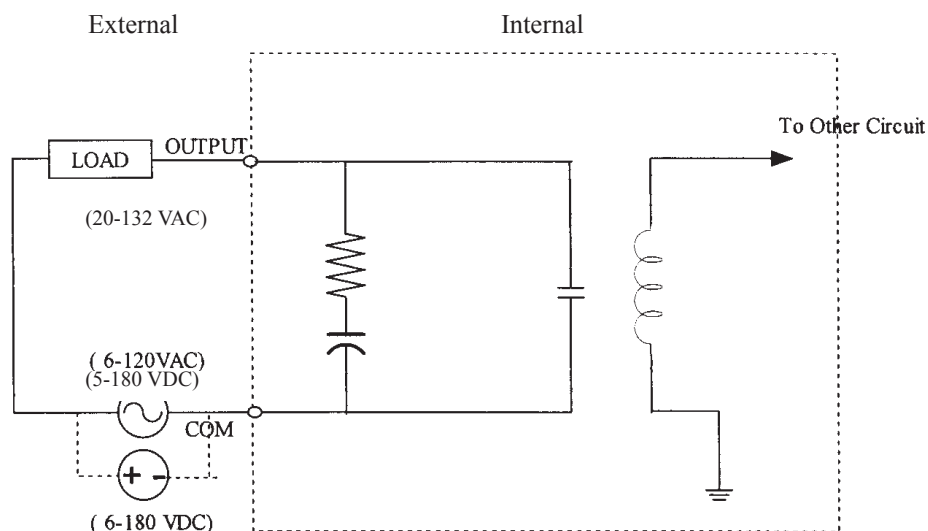 External
Internal
To Other Circuit
OUTPUT
LOAD
(20-132 VAC)
( 6-120VAC)
(5-180 VDC)
COM
+ -
( 6-180 VDC)